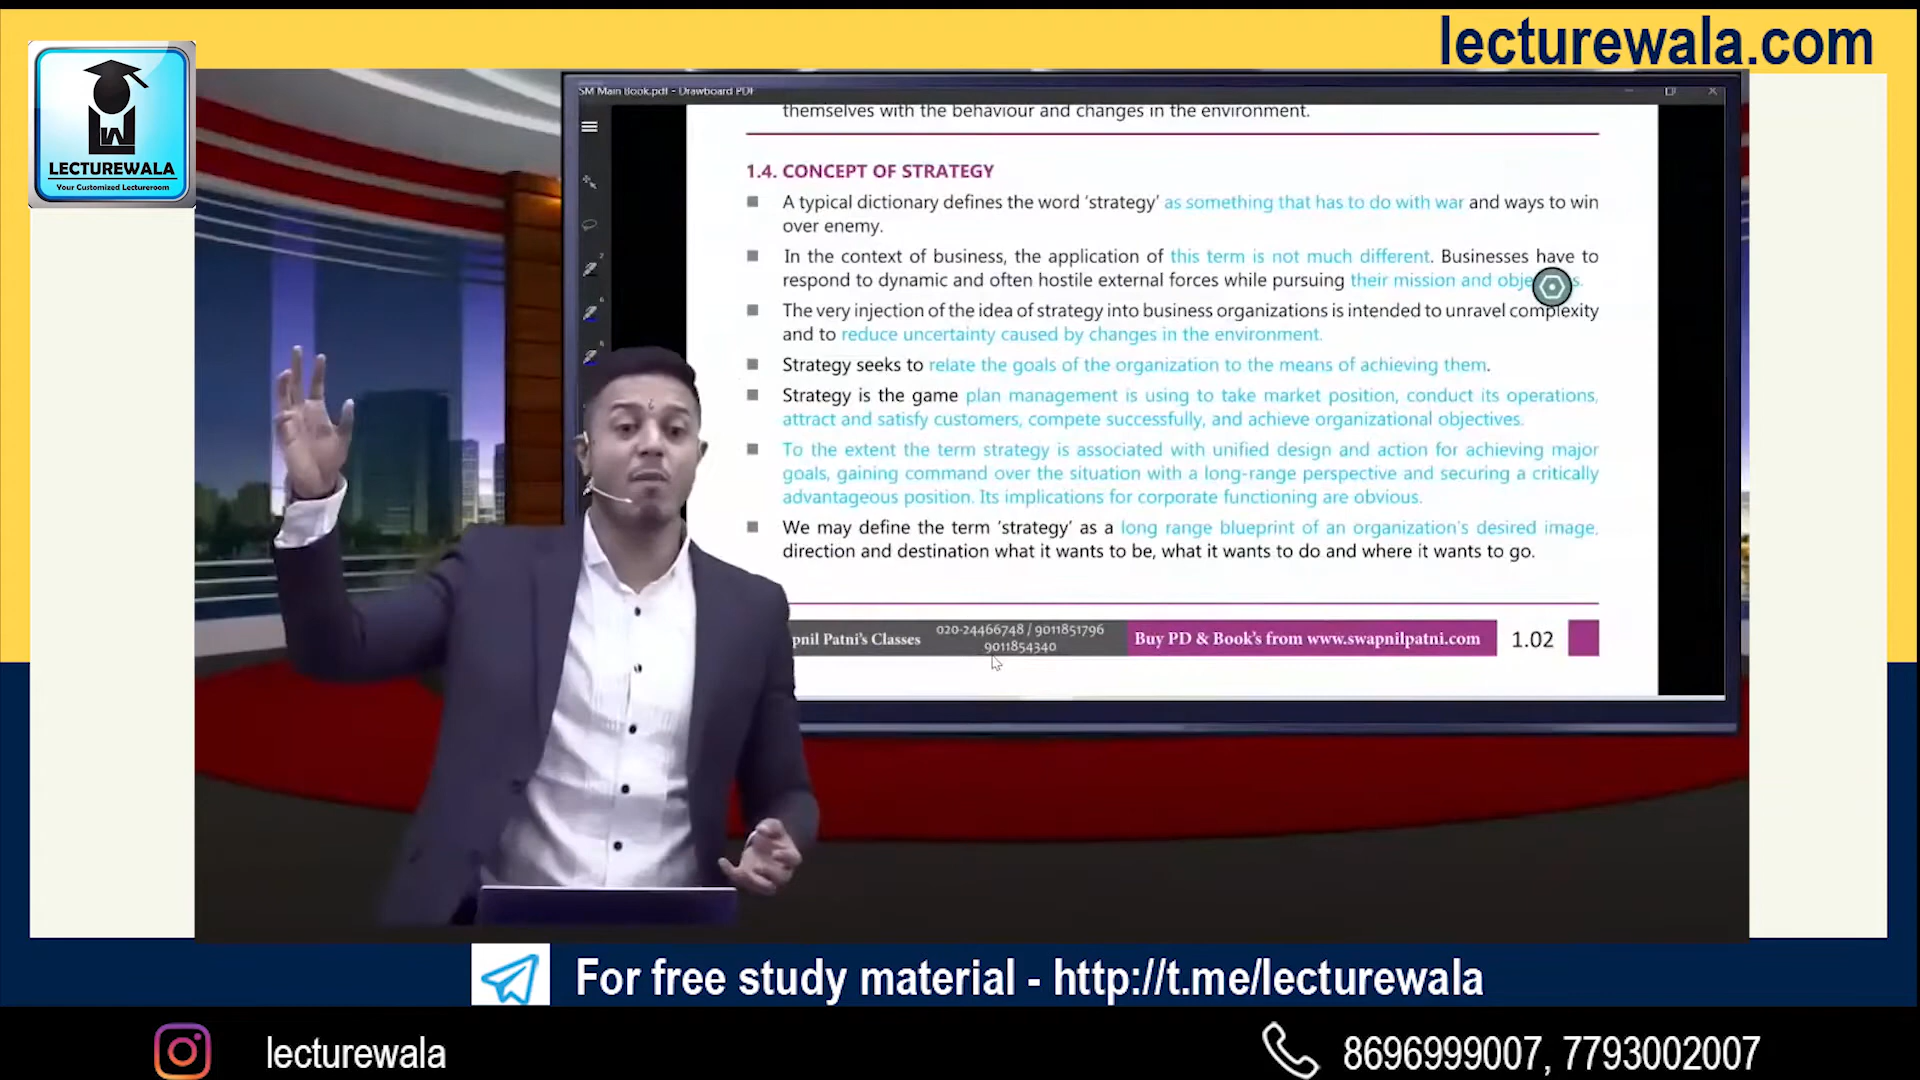 lecturewala.com
LW
LECTUREWALA
Your Customized Lectureroom
SM Main Book.pdf - Drawboard PDF
themselves with the behaviour and changes in the environment.
1.4. CONCEPT OF STRATEGY
A typical dictionary defines the word ‘strategy’ as something that has to do with war and ways to win
over enemy.
In the context of business, the application of this term is not much different. Businesses have to
respond to dynamic and often hostile external forces while pursuing their mission and
The very injection of the idea of strategy into business organizations is intended to unravel complexity
and to reduce uncertainty caused by changes in the environment.
Strategy seeks to relate the goals of the organization to the means of achieving them.
Strategy is the game plan management is using to take market position, conduct its operations,
attract and satisfy customers, compete successfully, and achieve organizational objectives.
To the extent the term strategy is associated with unified design and action for achieving major
goals, gaining command over the situation with a long-range perspective and securing a critically
advantageous position. Its implications for corporate functioning are obvious.
We may define the term ‘strategy’ as a long range blueprint of an organization's desired image,
direction and destination what it wants to be, what it wants to do and where it wants to go.
pnil Patni's Classes
020-24466748 / 9011851796
9011854340
Buy PD & Book's from www.swapnilpatni.com
1.02
For free study material - http://t.me/lecturewala
lecturewala
8696999007, 7793002007